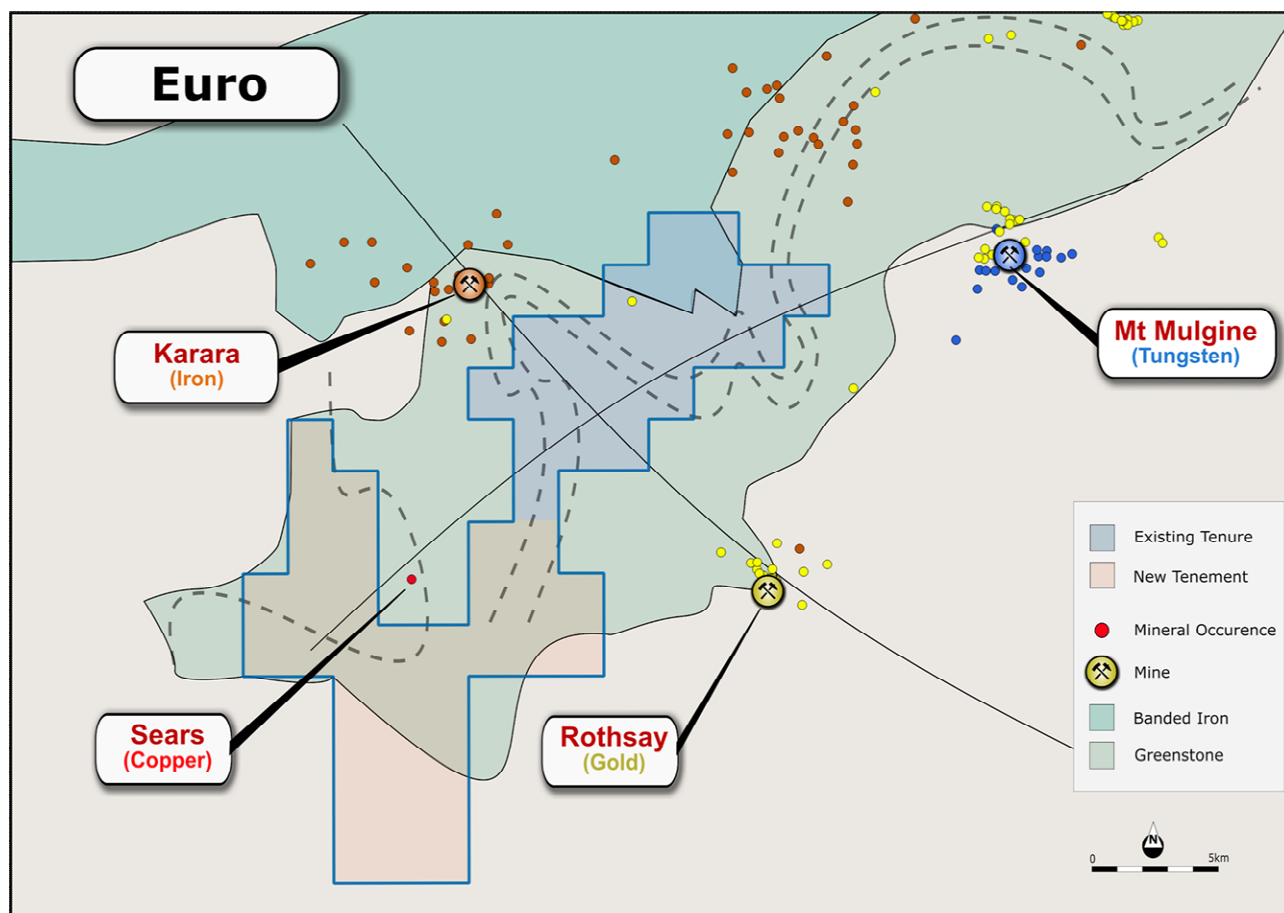 Euro
Karara
(Iron)
Mt Mulgine
(Tungsten)
Sears
(Copper)
Rothsay
(Gold)
Existing Tenure
New Tenement
Mineral Occurence
Mine
Banded Iron
Greenstone
0 5km